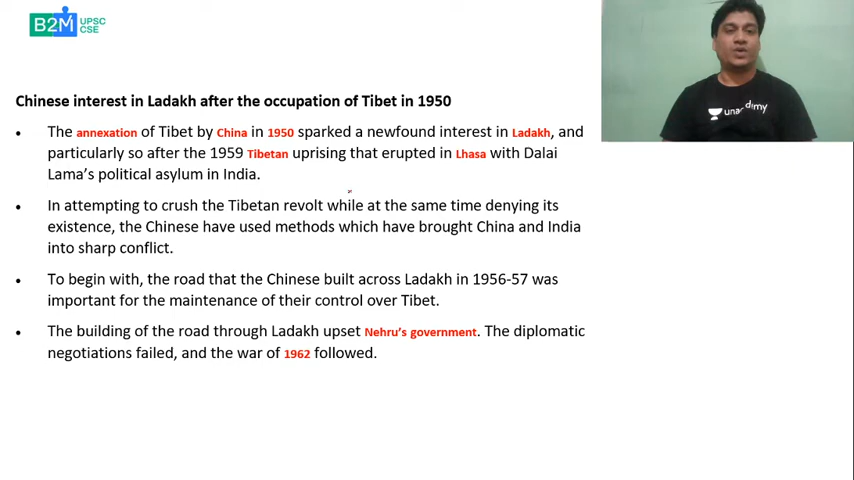 B2M UPSC
CSE
Chinese interest in Ladakh after the occupation of Tibet in 1950
• The annexation of Tibet by China in 1950 sparked a newfound interest in Ladakh, and
particularly so after the 1959 Tibetan uprising that erupted in Lhasa with Dalai
Lama's political asylum in India.
• In attempting to crush the Tibetan revolt while at the same time denying its
existence, the Chinese have used methods which have brought China and India
into sharp conflict.
• To begin with, the road that the Chinese built across Ladakh in 1956-57 was
important for the maintenance of their control over Tibet.
• The building of the road through Ladakh upset Nehru's government. The diplomatic
negotiations failed, and the war of 1962 followed.
unacademy